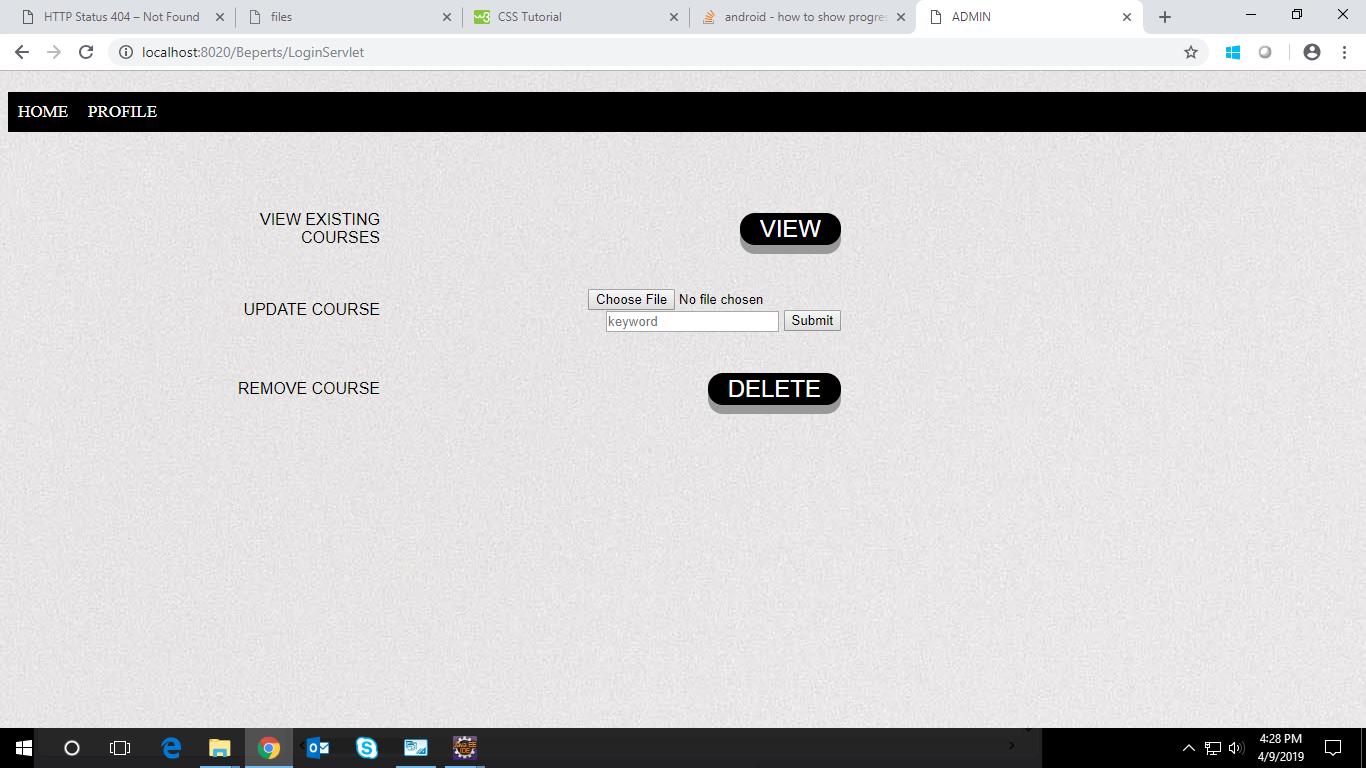 HTTP Status 404 – Not Found
files
CSS Tutorial
android - how to show progres
ADMIN
localhost:8020/Beperts/LoginServlet
HOME PROFILE
VIEW EXISTING
COURSES
VIEW
UPDATE COURSE
Choose File No file chosen
keyword Submit
REMOVE COURSE
DELETE
4:28 PM
4/9/2019